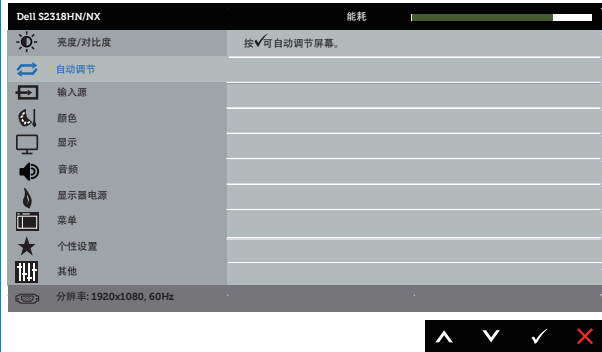 Dell S2318HN/NX 能耗
亮度/对比度 按✓可自动调节屏幕。
自动调节
输入源
颜色
显示
音频
显示器电源
菜单
个性设置
其他
分辨率: 1920x1080, 60Hz